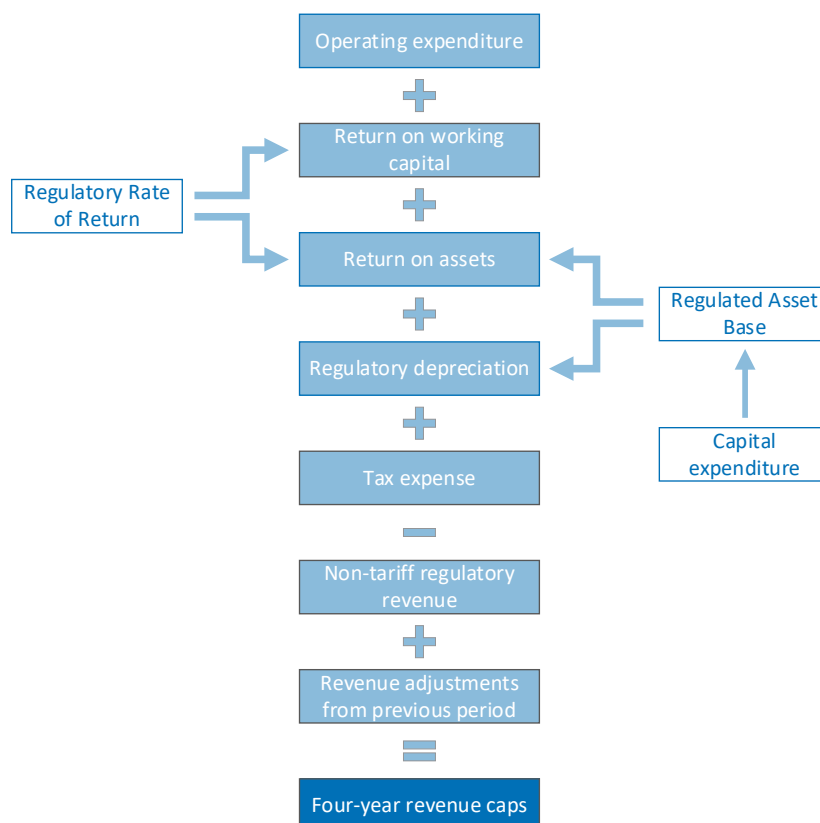 Operating expenditure
Return on working
capital
Regulatory Rate
of Return
Return on assets
Regulated Asset
Base
Regulatory depreciation
Capital
expenditure
Tax expense
Non-tariff regulatory
revenue
Revenue adjustments
from previous period
Four-year revenue caps